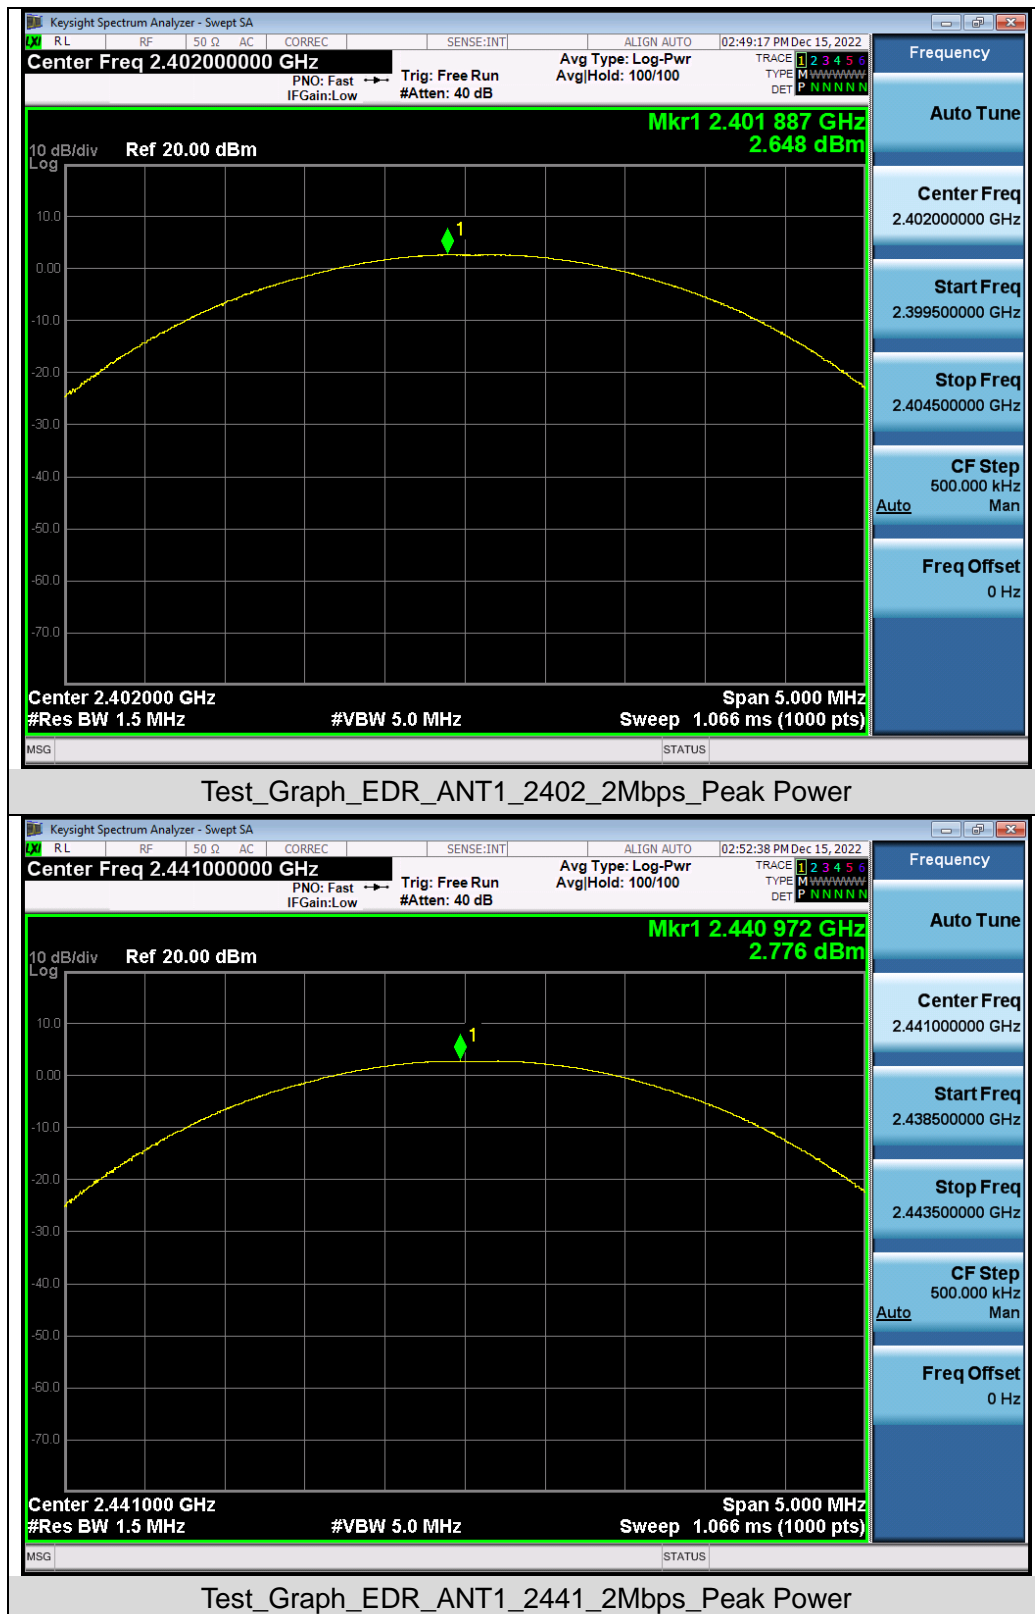 Keysight Spectrum Analyzer - Swept SA
LXI RL RF 50 Ω AC CORREC SENSE:INT ALIGN AUTO 02:49:17 PM Dec 15, 2022
Center Freq 2.402000000 GHz
PNO: Fast
IFGain:Low
Trig: Free Run
#Atten: 40 dB
Avg Type: Log-Pwr
Avg|Hold: 100/100
TRACE 1 2 3 4 5 6
TYPE M WWWWW
DET P N N N N N
Mkr1 2.401 887 GHz
2.648 dBm
10 dB/div Ref 20.00 dBm
Log
10.0
1
0.00
-10.0
-20.0
-30.0
-40.0
-50.0
-60.0
-70.0
Center 2.402000 GHz Span 5.000 MHz
#Res BW 1.5 MHz #VBW 5.0 MHz Sweep 1.066 ms (1000 pts)
MSG STATUS
Frequency
Auto Tune
Center Freq
2.402000000 GHz
Start Freq
2.399500000 GHz
Stop Freq
2.404500000 GHz
CF Step
500.000 kHz
Auto Man
Freq Offset
0 Hz
Test_Graph_EDR_ANT1_2402_2Mbps_Peak Power
Keysight Spectrum Analyzer - Swept SA
LXI RL RF 50 Ω AC CORREC SENSE:INT ALIGN AUTO 02:52:38 PM Dec 15, 2022
Center Freq 2.441000000 GHz
PNO: Fast
IFGain:Low
Trig: Free Run
#Atten: 40 dB
Avg Type: Log-Pwr
Avg|Hold: 100/100
TRACE 1 2 3 4 5 6
TYPE M WWWWW
DET P N N N N N
Mkr1 2.440 972 GHz
2.776 dBm
10 dB/div Ref 20.00 dBm
Log
10.0
1
0.00
-10.0
-20.0
-30.0
-40.0
-50.0
-60.0
-70.0
Center 2.441000 GHz Span 5.000 MHz
#Res BW 1.5 MHz #VBW 5.0 MHz Sweep 1.066 ms (1000 pts)
MSG STATUS
Frequency
Auto Tune
Center Freq
2.441000000 GHz
Start Freq
2.438500000 GHz
Stop Freq
2.443500000 GHz
CF Step
500.000 kHz
Auto Man
Freq Offset
0 Hz
Test_Graph_EDR_ANT1_2441_2Mbps_Peak Power